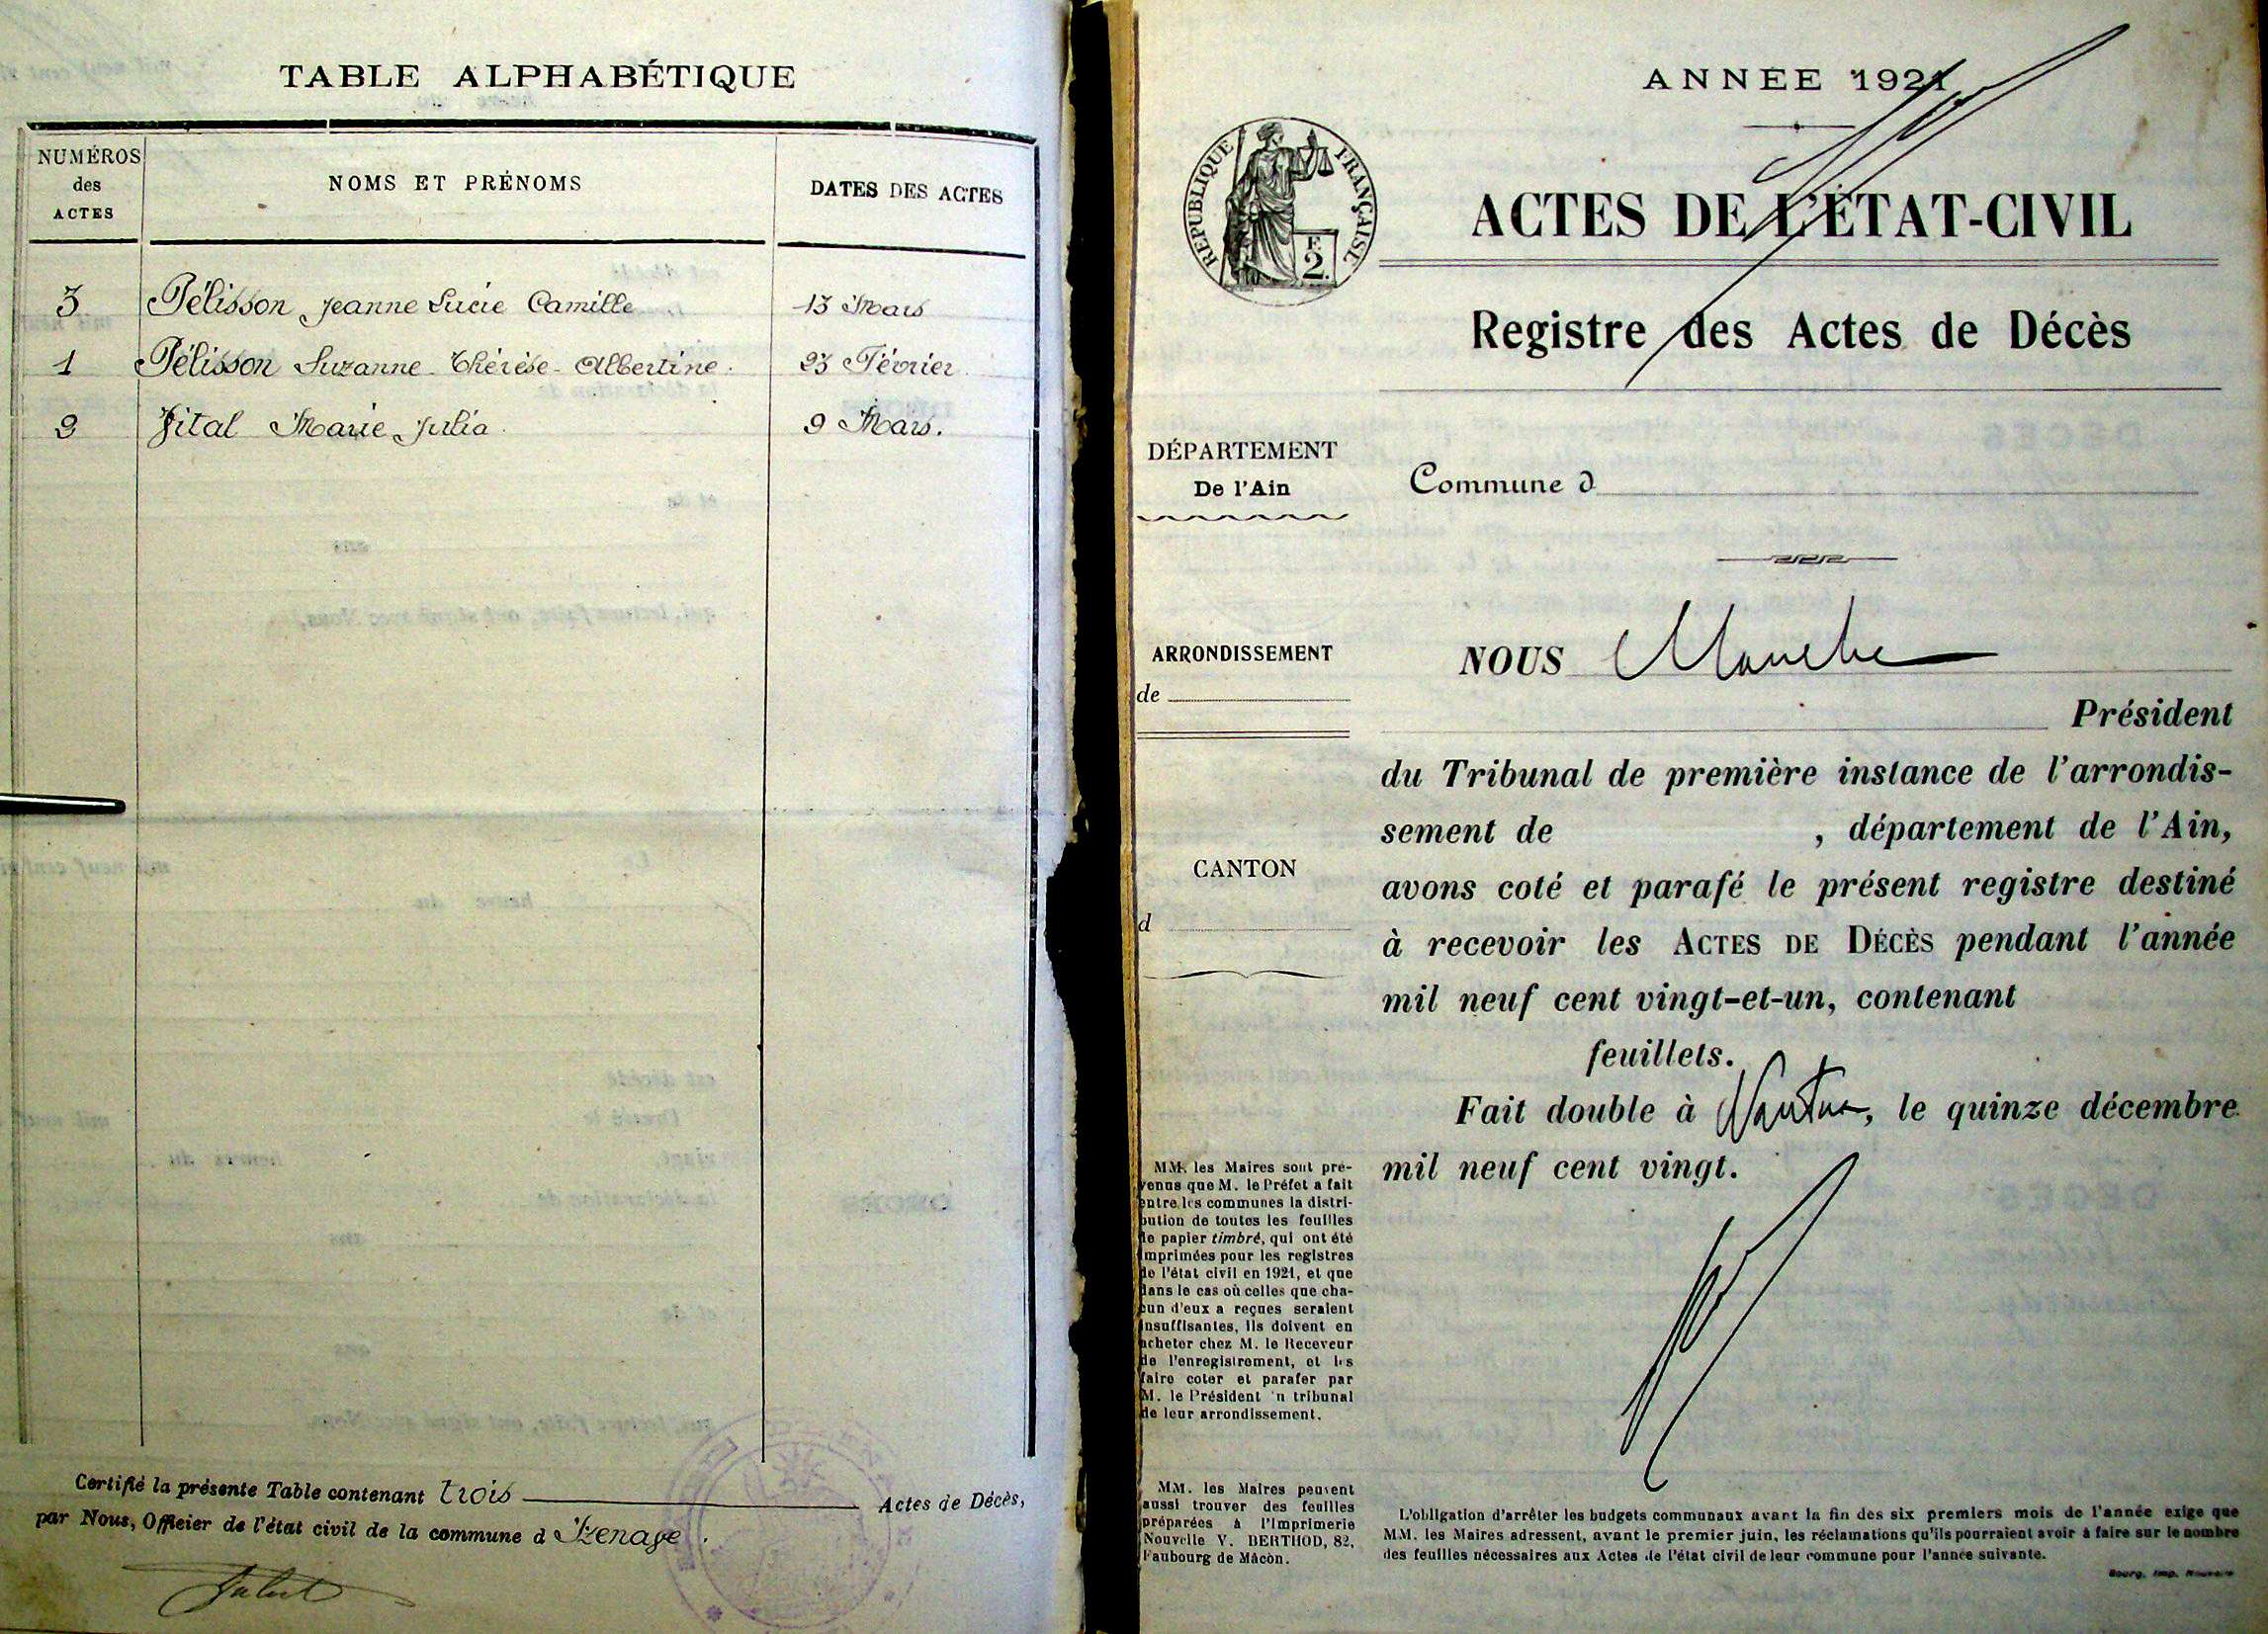 TABLE ALPHABÉTIQUE
NUMÉROS
des
ACTES
NOMS ET PRÉNOMS
DATES DES ACTES
3 Pélisson Jeanne Lucie Camille 13 Mars
1 Pélisson Suzanne Thérèse Albertine. 23 Février
2 Vital Marie Julia. 9 Mars.
Certifié la présente Table contenant trois Actes de Décès,
par Nous, Officier de l'état civil de la commune d Izenave.
ANNÉE 1921
RÉPUBLIQUE FRANÇAISE
F.
2
ACTES DE L'ÉTAT-CIVIL
Registre des Actes de Décès
DÉPARTEMENT
De l'Ain
Commune d
ARRONDISSEMENT
de
NOUS
Président
du Tribunal de première instance de l'arrondis-
sement de , département de l'Ain,
CANTON
d
avons coté et parafé le présent registre destiné
à recevoir les ACTES DE DÉCÈS pendant l'année
mil neuf cent vingt-et-un, contenant
feuillets.
Fait double à Nantua, le quinze décembre
mil neuf cent vingt.
MM. les Maires sont pré-
venus que M. le Préfet a fait
entre les communes la distri-
bution de toutes les feuilles
de papier timbré, qui ont été
imprimées pour les registres
de l'état civil en 1921, et que
dans le cas où celles que cha-
cun d'eux a reçues seraient
insuffisantes, ils doivent en
acheter chez M. le Receveur
de l'enregistrement, et les
faire coter et parafer par
M. le Président 'n tribunal
de leur arrondissement.
MM. les Maires peuvent
aussi trouver des feuilles
préparées à l'Imprimerie
Nouvelle V. BERTHOD, 82,
Faubourg de Mâcon.
L'obligation d'arrêter les budgets communaux avant la fin des six premiers mois de l'année exige que
MM. les Maires adressent, avant le premier juin, les réclamations qu'ils pourraient avoir à faire sur le nombre
des feuilles nécessaires aux Actes de l'état civil de leur commune pour l'année suivante.
Bourg, Imp. Nouvelle